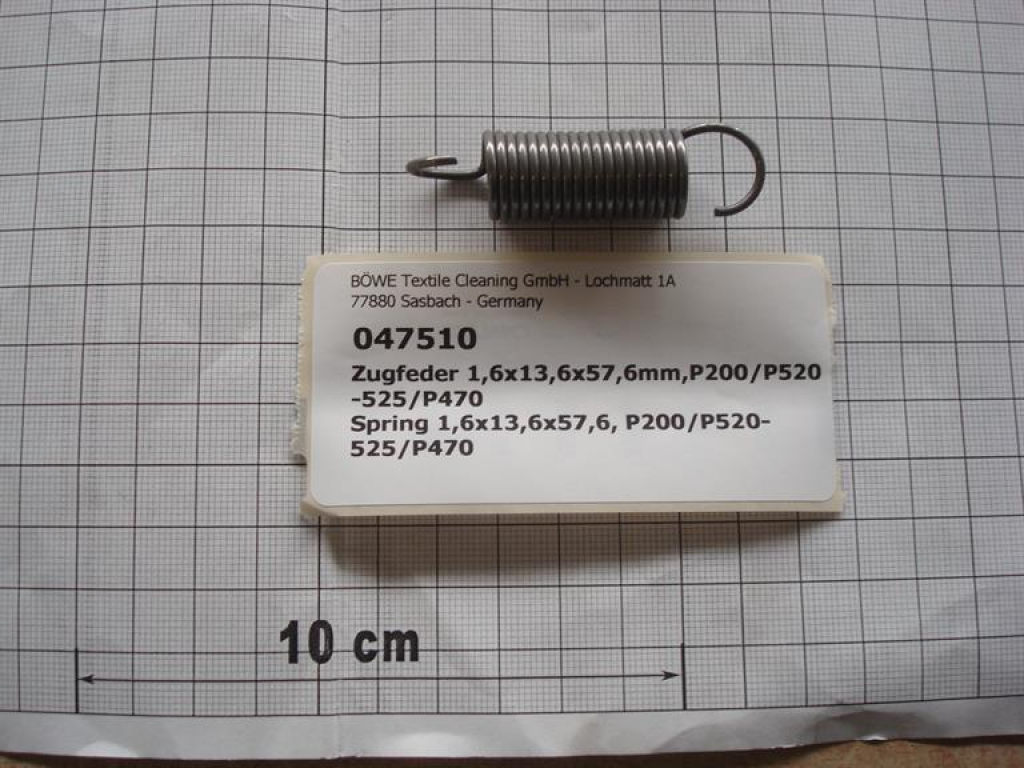 BÖWE Textile Cleaning GmbH - Lochmatt 1A
77880 Sasbach - Germany
047510
Zugfeder 1,6x13,6x57,6mm,P200/P520
-525/P470
Spring 1,6x13,6x57,6, P200/P520-
525/P470
10 cm